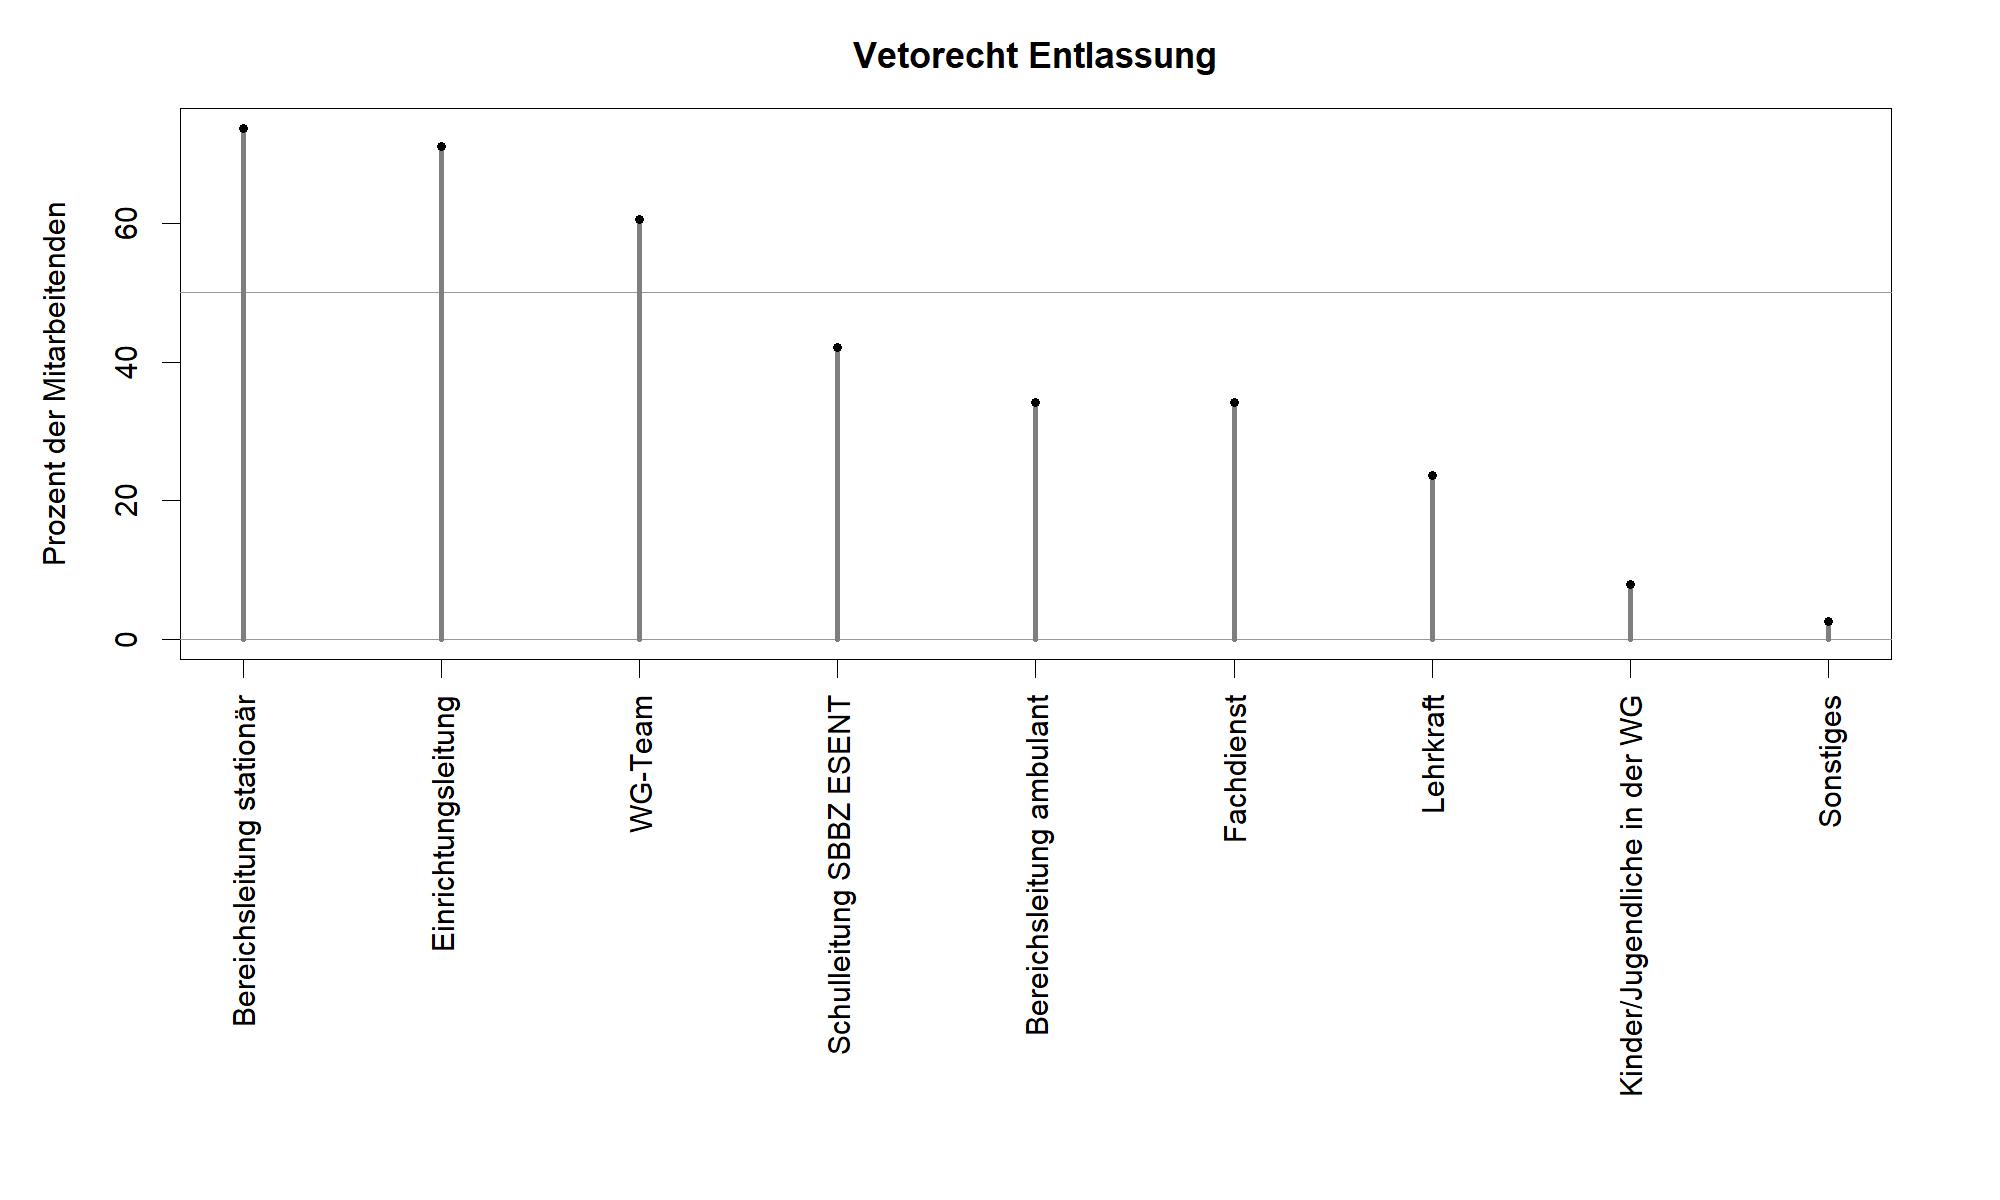 Vetorecht Entlassung
Prozent der Mitarbeitenden
60
40
20
0
Bereichsleitung stationär
Einrichtungsleitung
WG-Team
Schulleitung SBBZ ESENT
Bereichsleitung ambulant
Fachdienst
Lehrkraft
Kinder/Jugendliche in der WG
Sonstiges